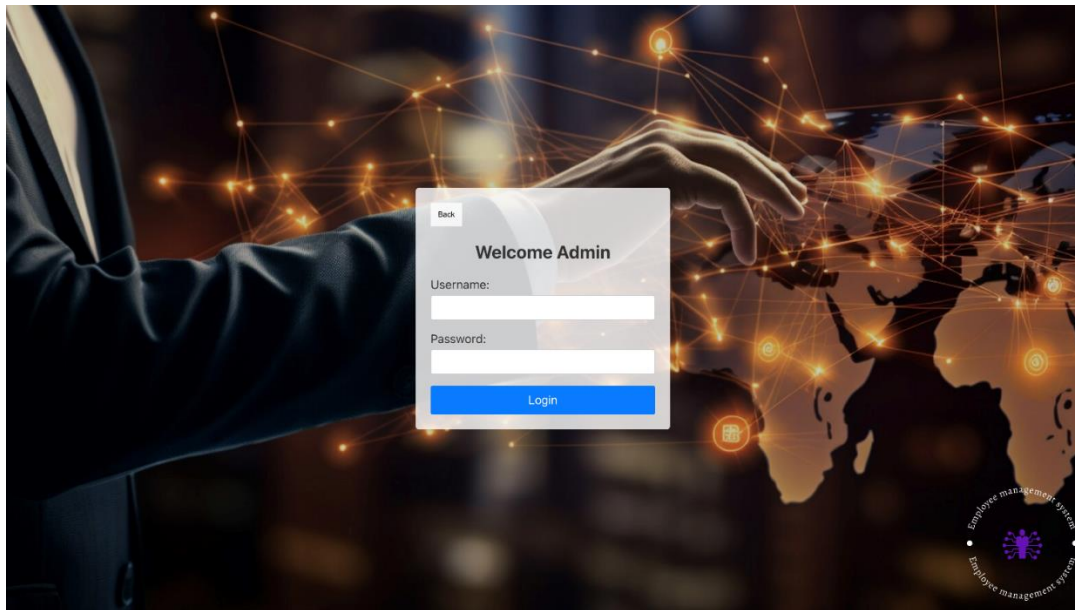 Back
Welcome Admin
Username:
Password:
Login
Employee management system
Employee management system